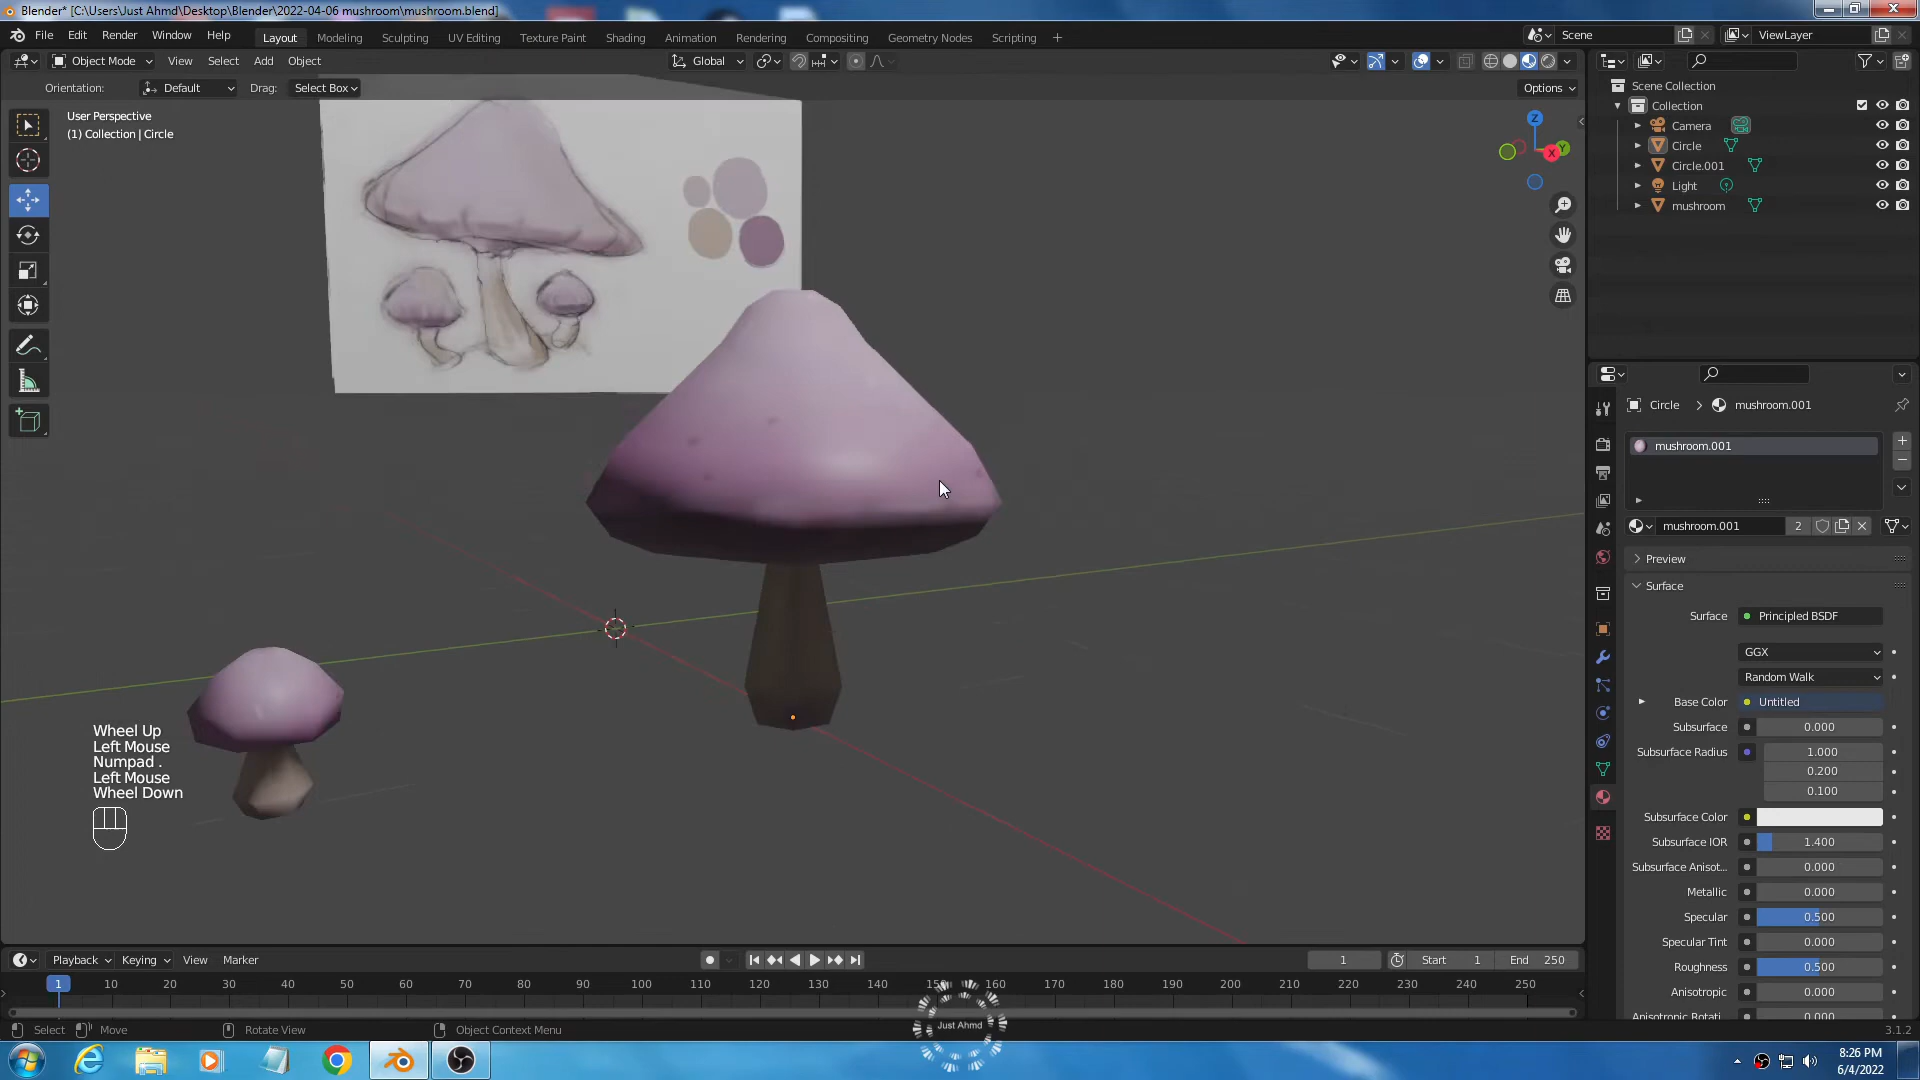 Blender* [C:\Users\Just Ahmd\Desktop\Blender\2022-04-06 mushroom\mushroom.blend]
File Edit Render Window Help Layout Modeling Sculpting UV Editing Texture Paint Shading Animation Rendering Compositing Geometry Nodes Scripting + Scene ViewLayer
Object Mode View Select Add Object Global
Orientation: Default Drag: Select Box Options
User Perspective
(1) Collection | Circle
Z
X
Y
Scene Collection
Collection
Camera
Circle
Circle.001
Light
mushroom
Circle > mushroom.001
mushroom.001
mushroom.001 2
Preview
Surface
Surface Principled BSDF
GGX
Random Walk
Base Color Untitled
Subsurface 0.000
Subsurface Radius 1.000
0.200
0.100
Subsurface Color
Subsurface IOR 1.400
Subsurface Anisot... 0.000
Metallic 0.000
Specular 0.500
Specular Tint 0.000
Roughness 0.500
Anisotropic 0.000
Anisotropic Rotati... 0.000
Wheel Up
Left Mouse
Numpad .
Left Mouse
Wheel Down
Playback Keying View Marker 1 Start 1 End 250
1 10 20 30 40 50 60 70 80 90 100 110 120 130 140 150 160 170 180 190 200 210 220 230 240 250
Select Move Rotate View Object Context Menu 3.1.2
Just Ahmd
8:26 PM
6/4/2022